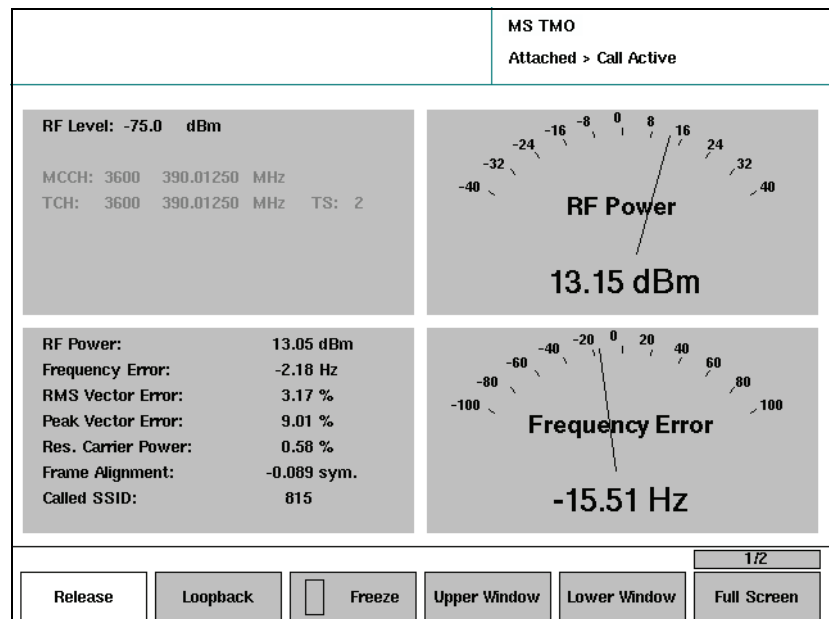 MS TMO
Attached > Call Active
RF Level: -75.0 dBm
MCCH: 3600 390.01250 MHz
TCH: 3600 390.01250 MHz TS: 2
-40 -32 -24 -16 -8 0 8 16 24 32 40
RF Power
13.15 dBm
RF Power: 13.05 dBm
Frequency Error: -2.18 Hz
RMS Vector Error: 3.17 %
Peak Vector Error: 9.01 %
Res. Carrier Power: 0.58 %
Frame Alignment: -0.089 sym.
Called SSID: 815
-100 -80 -60 -40 -20 0 20 40 60 80 100
Frequency Error
-15.51 Hz
1/2
Release Loopback Freeze Upper Window Lower Window Full Screen